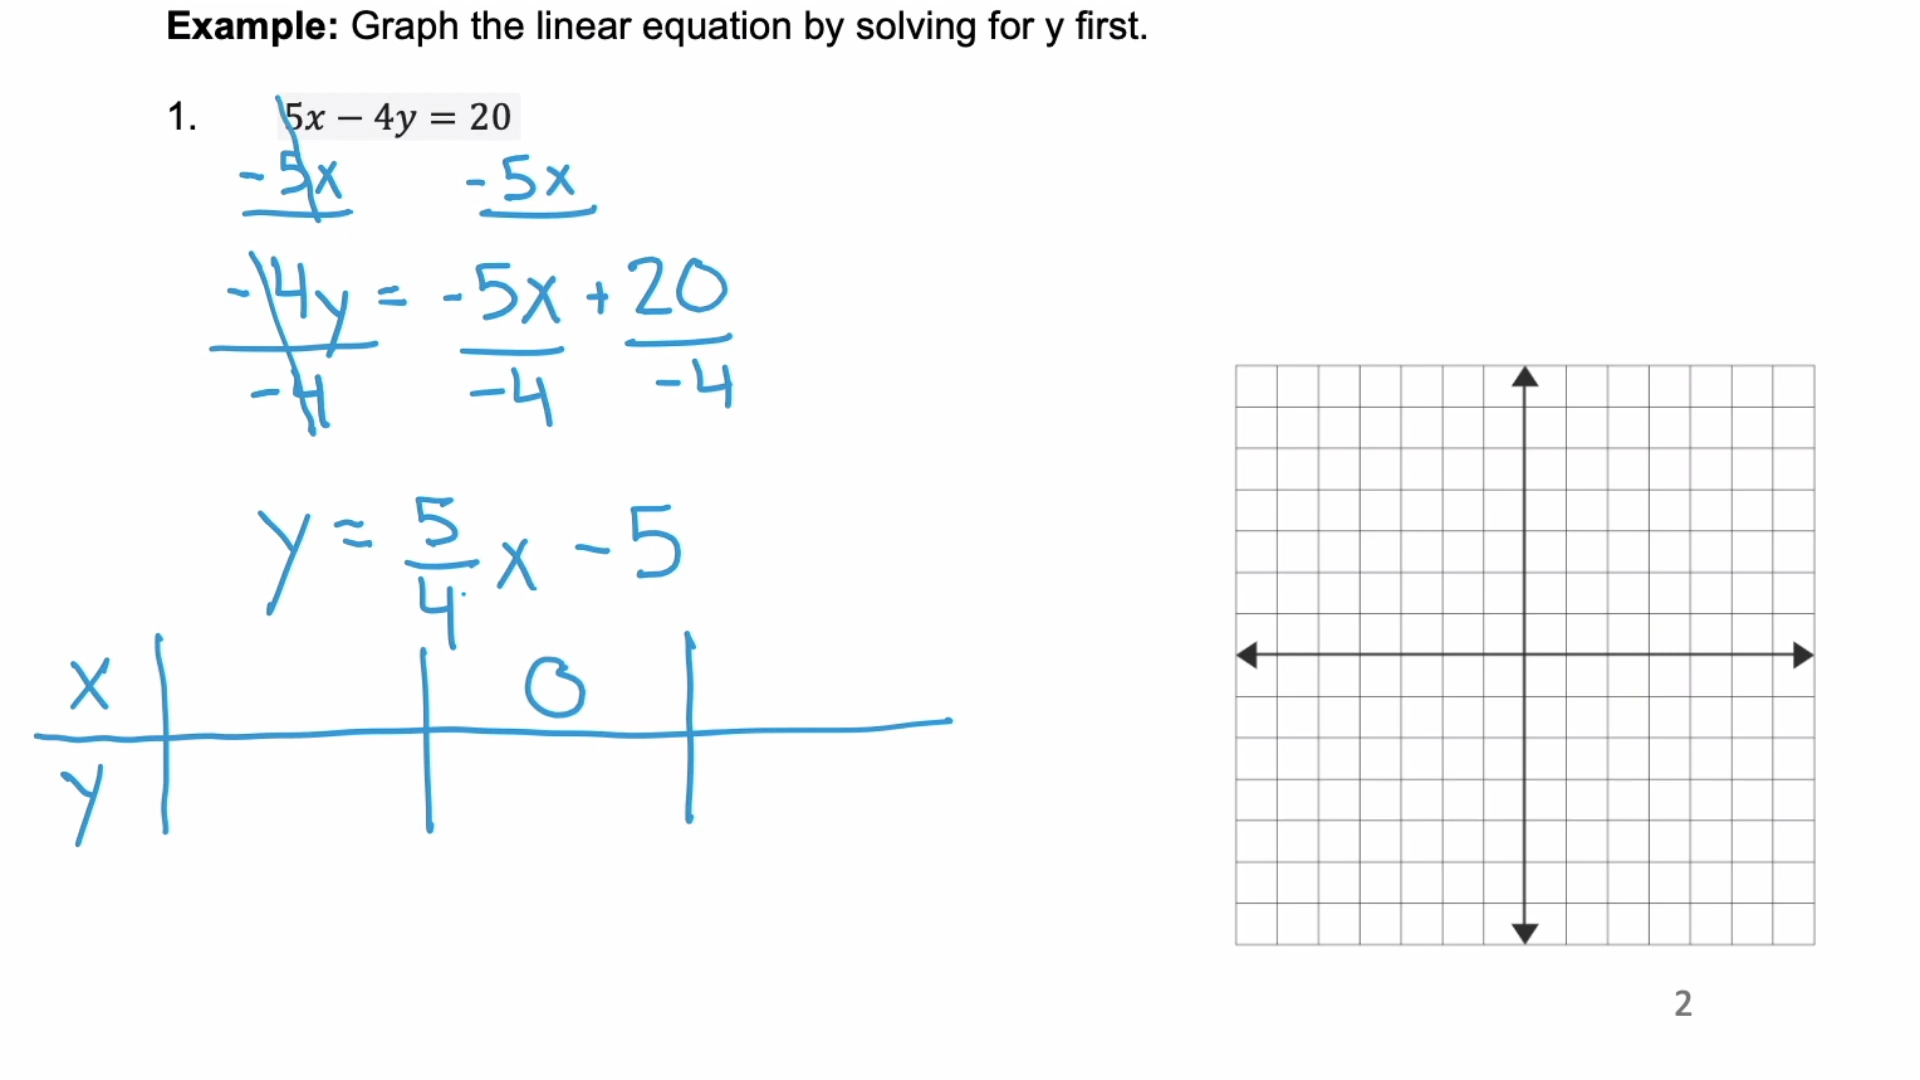 Example: Graph the linear equation by solving for y first.
1. 5x − 4y = 20
-5x -5x
-4y = -5x + 20
-4 -4 -4
y = 5/4 x - 5
x 0
y
2